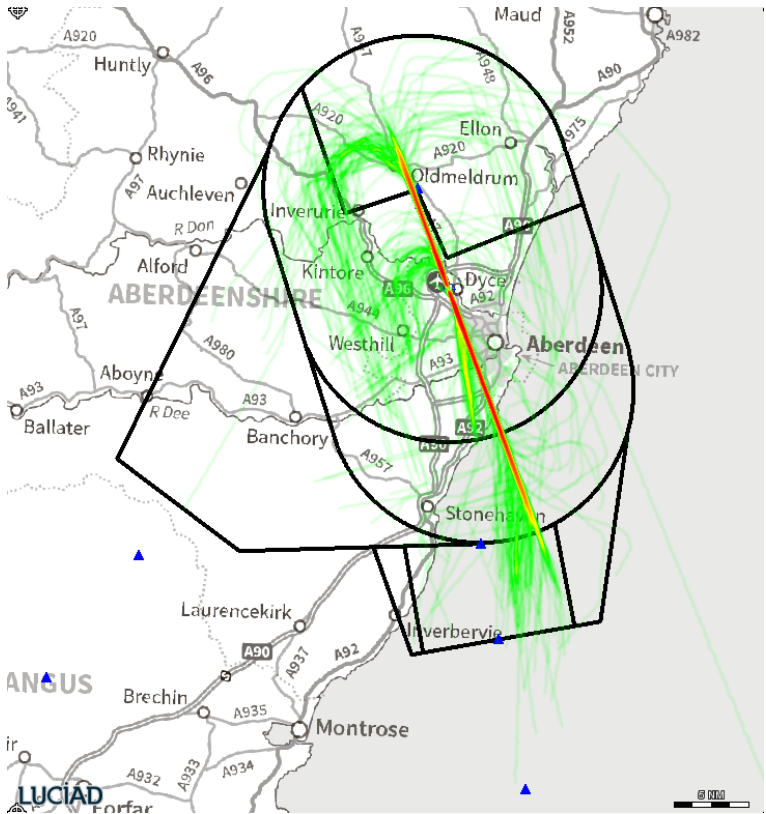 Maud
A952
A982
A920
Huntly
A947
A948
A96
A90
A941
A920
Ellon
A975
A920
Rhynie
A97
Auchleven
Oldmeldrum
Inverurie
R Don
Alford
Kintore
Dyce
A96
A92
ABERDEENSHIRE
A944
A97
Westhill
Aberdeen
A980
A93
ABERDEEN CITY
Aboyne
A93
A93
R Dee
Ballater
Banchory
A92
A90
A957
Stonehaven
Laurencekirk
Inverbervie
A90
A937
A92
ANGUS
Brechin
A935
Montrose
ir
A932
A933
A934
LUCIAD
Forfar
5 NM